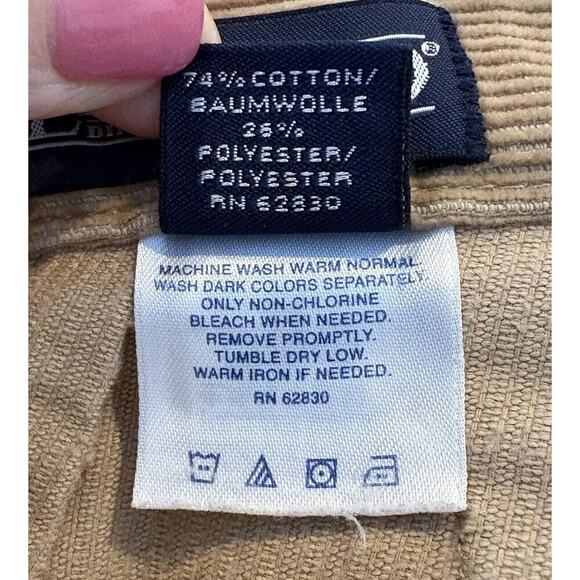 74% COTTON/
BAUMWOLLE
26%
POLYESTER/
POLYESTER
RN 62830
MACHINE WASH WARM NORMAL.
WASH DARK COLORS SEPARATELY
ONLY NON-CHLORINE
BLEACH WHEN NEEDED.
REMOVE PROMPTLY.
TUMBLE DRY LOW.
WARM IRON IF NEEDED.
RN 62830